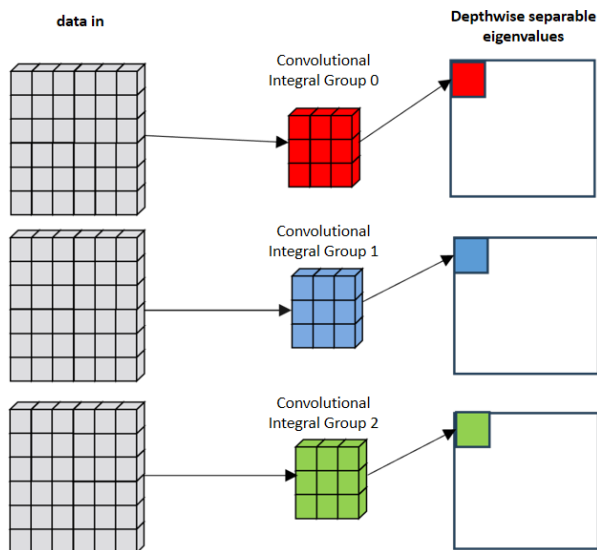 data in
Depthwise separable
eigenvalues
Convolutional
Integral Group 0
Convolutional
Integral Group 1
Convolutional
Integral Group 2